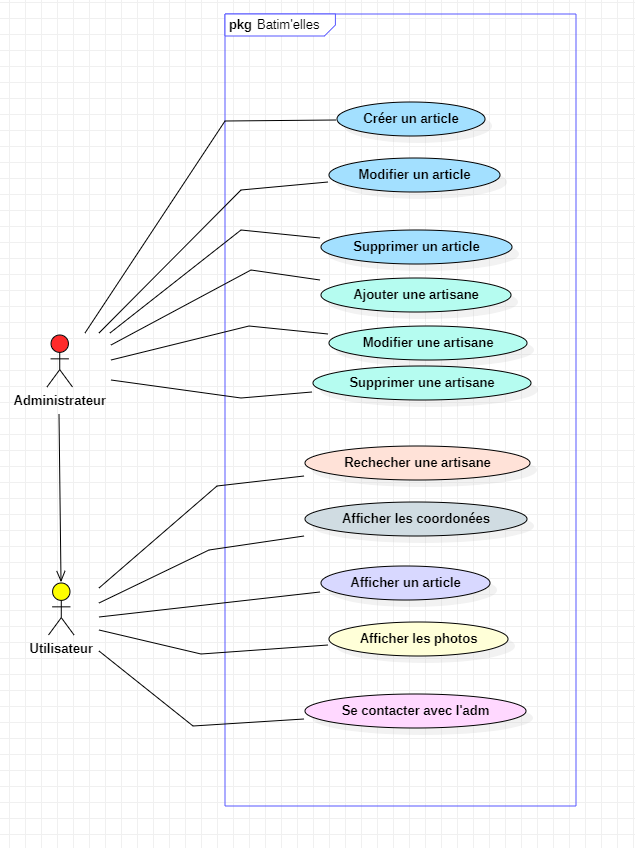 pkg Batim'elles
Créer un article
Modifier un article
Supprimer un article
Ajouter une artisane
Modifier une artisane
Supprimer une artisane
Administrateur
Rechecher une artisane
Afficher les coordonées
Afficher un article
Utilisateur
Afficher les photos
Se contacter avec l'adm